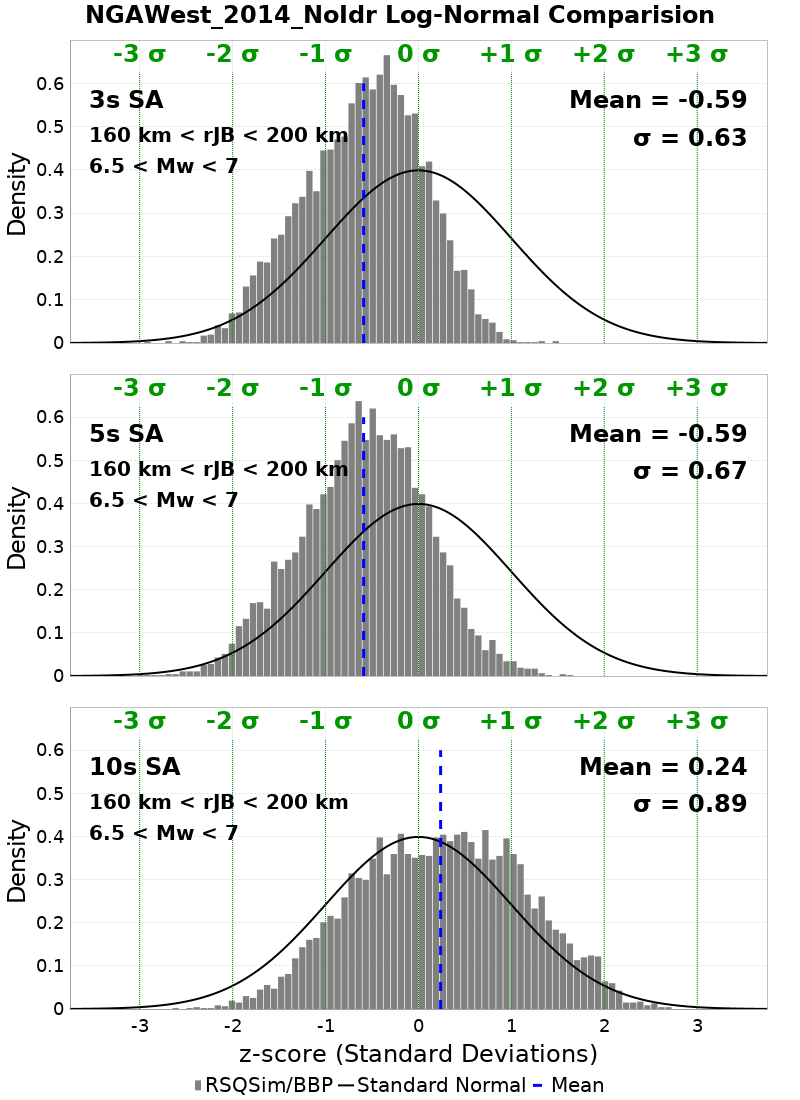 NGAWest_2014_NoIdr Log-Normal Comparision
-3 σ -2 σ -1 σ 0 σ +1 σ +2 σ +3 σ
0.6
3s SA
Mean = -0.59
0.5
160 km < rJB < 200 km
σ = 0.63
6.5 < Mw < 7
0.4
Density
0.3
0.2
0.1
0
-3 σ -2 σ -1 σ 0 σ +1 σ +2 σ +3 σ
0.6
5s SA
Mean = -0.59
0.5
160 km < rJB < 200 km
σ = 0.67
6.5 < Mw < 7
0.4
Density
0.3
0.2
0.1
0
-3 σ -2 σ -1 σ 0 σ +1 σ +2 σ +3 σ
0.6
10s SA
Mean = 0.24
0.5
160 km < rJB < 200 km
σ = 0.89
6.5 < Mw < 7
0.4
Density
0.3
0.2
0.1
0
-3 -2 -1 0 1 2 3
z-score (Standard Deviations)
RSQSim/BBP Standard Normal Mean